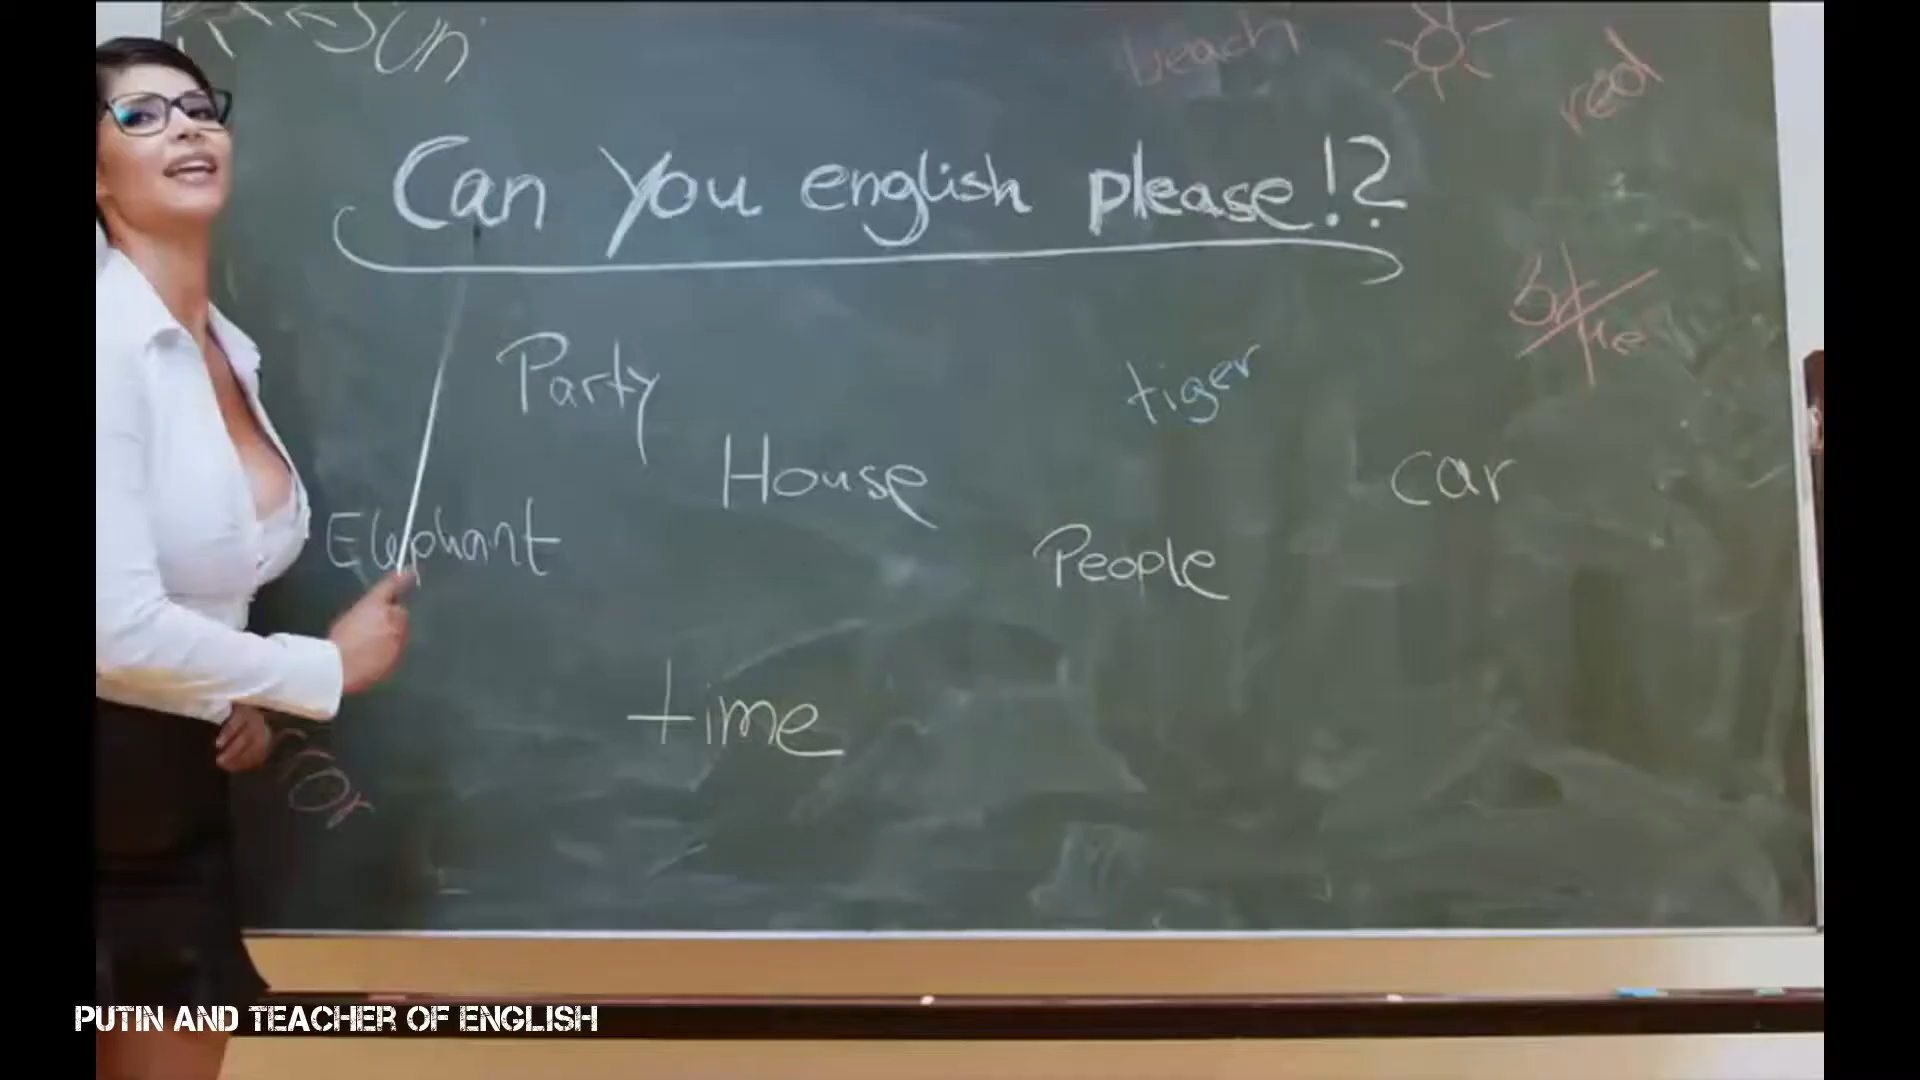 sun
beach
red
Can You english please!?
Party
tiger
House
car
Elephant
People
time
PUTIN AND TEACHER OF ENGLISH